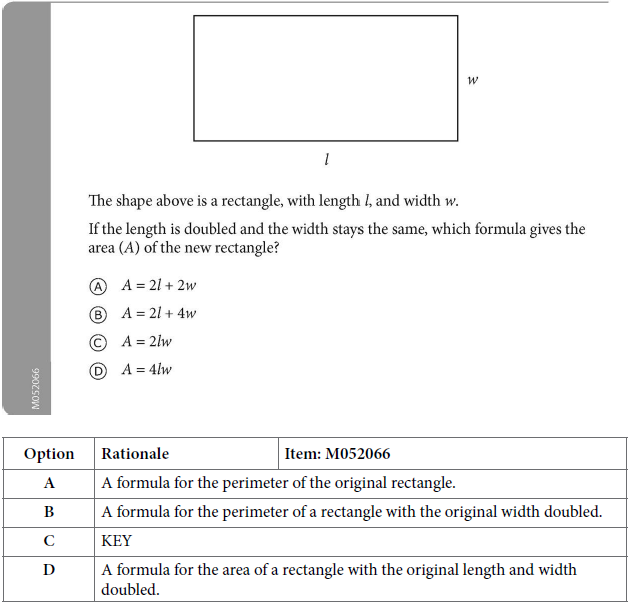 w
l
The shape above is a rectangle, with length l, and width w.
If the length is doubled and the width stays the same, which formula gives the
area (A) of the new rectangle?
A A = 2l + 2w
B A = 2l + 4w
C A = 2lw
D A = 4lw
M052066
Option Rationale Item: M052066
A A formula for the perimeter of the original rectangle.
B A formula for the perimeter of a rectangle with the original width doubled.
C KEY
D A formula for the area of a rectangle with the original length and width
doubled.